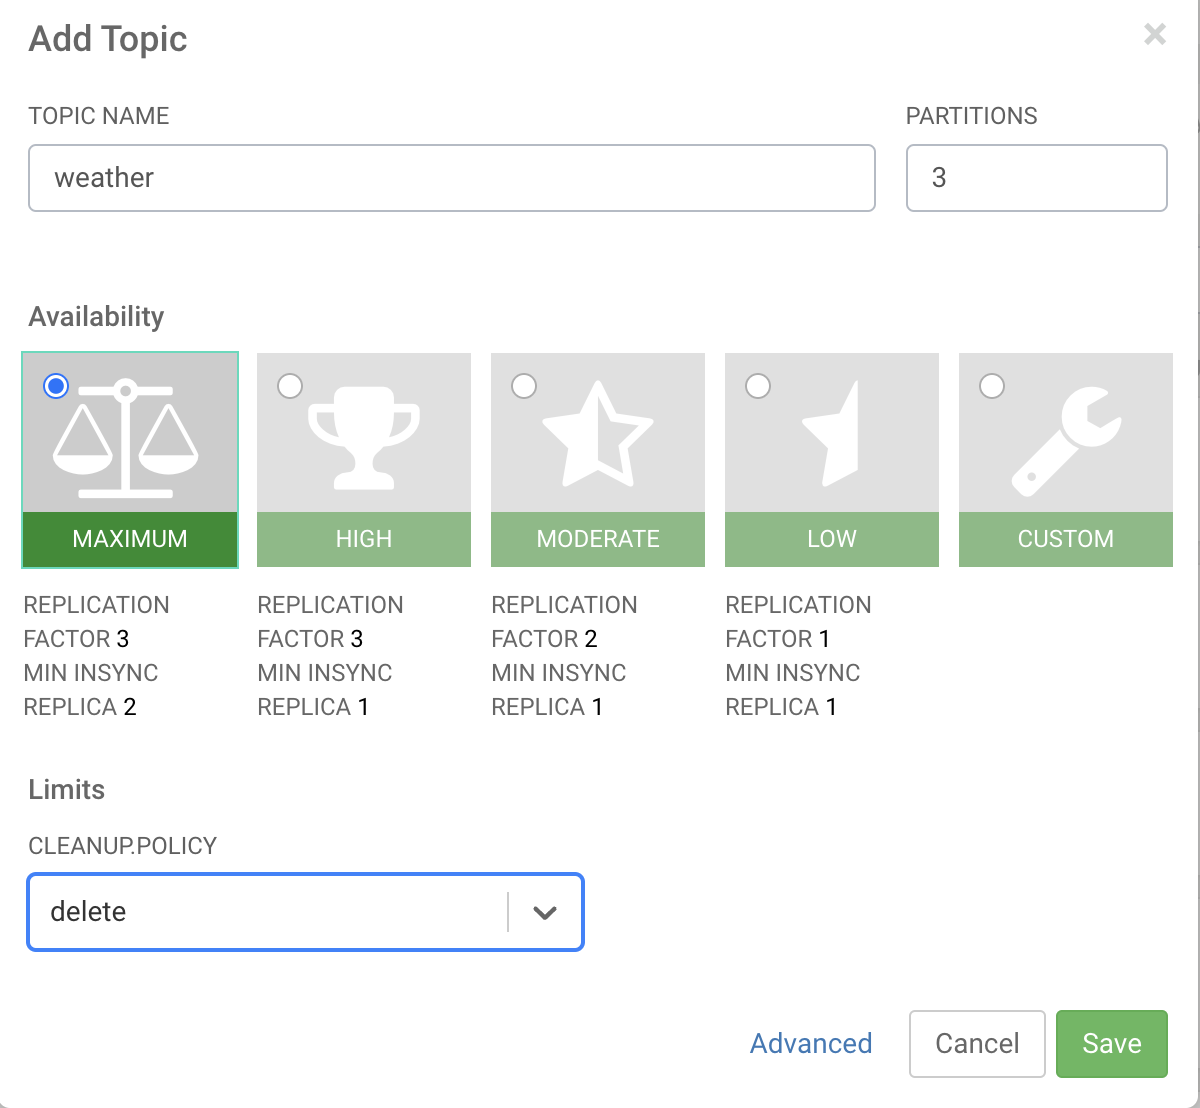 Add Topic
TOPIC NAME
PARTITIONS
weather
3
Availability
MAXIMUM
HIGH
MODERATE
LOW
CUSTOM
REPLICATION
FACTOR 3
MIN INSYNC
REPLICA 2
REPLICATION
FACTOR 3
MIN INSYNC
REPLICA 1
REPLICATION
FACTOR 2
MIN INSYNC
REPLICA 1
REPLICATION
FACTOR 1
MIN INSYNC
REPLICA 1
Limits
CLEANUP.POLICY
delete
Advanced
Cancel
Save